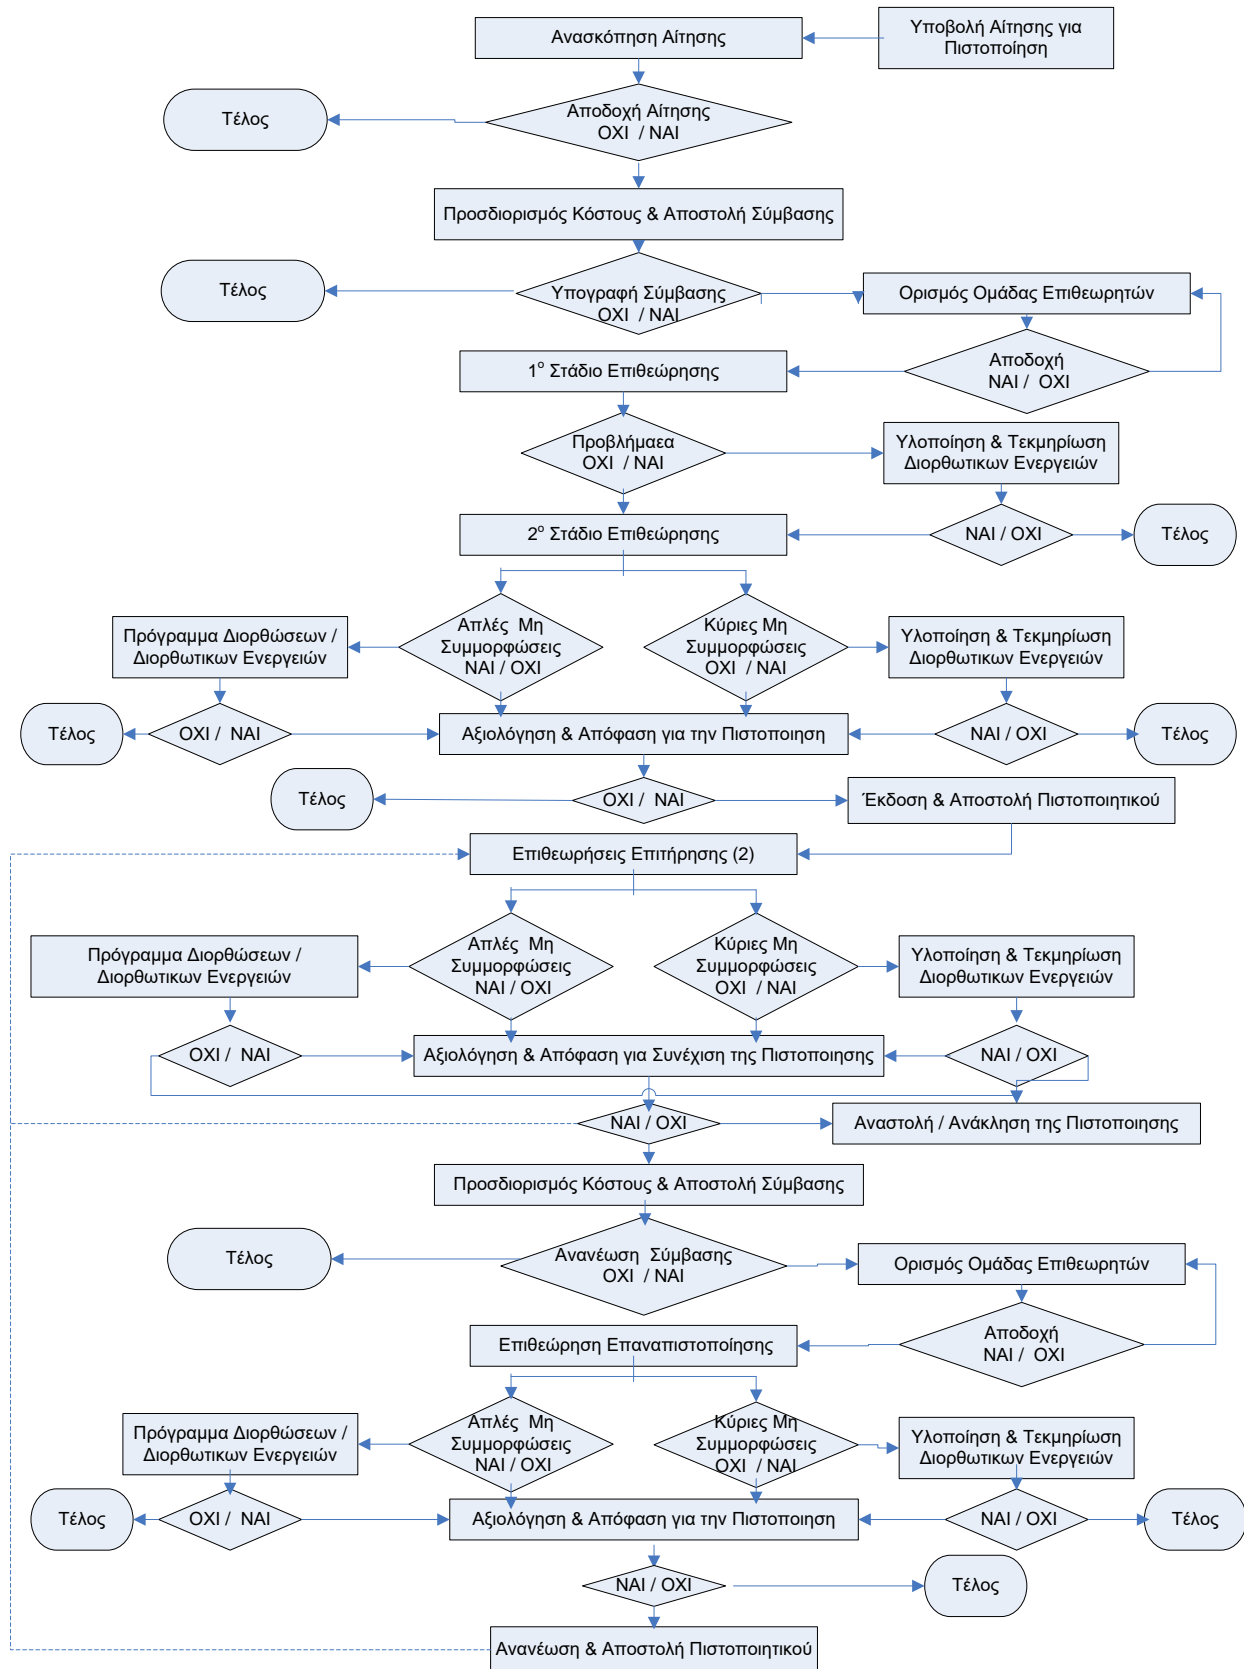 Υποβολή Αίτησης για
Πιστοποίηση
Ανασκόπηση Αίτησης
Αποδοχή Αίτησης
ΟΧΙ / ΝΑΙ
Τέλος
Προσδιορισμός Κόστους & Αποστολή Σύμβασης
Τέλος
Υπογραφή Σύμβασης
ΟΧΙ / ΝΑΙ
Ορισμός Ομάδας Επιθεωρητών
1ο Στάδιο Επιθεώρησης
Αποδοχή
ΝΑΙ / ΟΧΙ
Προβλήμαεα
ΟΧΙ / ΝΑΙ
Υλοποίηση & Τεκμηρίωση
Διορθωτικων Ενεργειών
2ο Στάδιο Επιθεώρησης
ΝΑΙ / ΟΧΙ
Τέλος
Πρόγραμμα Διορθώσεων /
Διορθωτικων Ενεργειών
Απλές Μη
Συμμορφώσεις
ΝΑΙ / ΟΧΙ
Κύριες Μη
Συμμορφώσεις
ΟΧΙ / ΝΑΙ
Υλοποίηση & Τεκμηρίωση
Διορθωτικων Ενεργειών
Τέλος
ΟΧΙ / ΝΑΙ
Αξιολόγηση & Απόφαση για την Πιστοποιηση
ΝΑΙ / ΟΧΙ
Τέλος
Τέλος
ΟΧΙ / ΝΑΙ
Έκδοση & Αποστολή Πιστοποιητικού
Επιθεωρήσεις Επιτήρησης (2)
Πρόγραμμα Διορθώσεων /
Διορθωτικων Ενεργειών
Απλές Μη
Συμμορφώσεις
ΝΑΙ / ΟΧΙ
Κύριες Μη
Συμμορφώσεις
ΟΧΙ / ΝΑΙ
Υλοποίηση & Τεκμηρίωση
Διορθωτικων Ενεργειών
ΟΧΙ / ΝΑΙ
Αξιολόγηση & Απόφαση για Συνέχιση της Πιστοποιησης
ΝΑΙ / ΟΧΙ
ΝΑΙ / ΟΧΙ
Αναστολή / Ανάκληση της Πιστοποιησης
Προσδιορισμός Κόστους & Αποστολή Σύμβασης
Τέλος
Ανανέωση Σύμβασης
ΟΧΙ / ΝΑΙ
Ορισμός Ομάδας Επιθεωρητών
Επιθεώρηση Επαναπιστοποίησης
Αποδοχή
ΝΑΙ / ΟΧΙ
Πρόγραμμα Διορθώσεων /
Διορθωτικων Ενεργειών
Απλές Μη
Συμμορφώσεις
ΝΑΙ / ΟΧΙ
Κύριες Μη
Συμμορφώσεις
ΟΧΙ / ΝΑΙ
Υλοποίηση & Τεκμηρίωση
Διορθωτικων Ενεργειών
Τέλος
ΟΧΙ / ΝΑΙ
Αξιολόγηση & Απόφαση για την Πιστοποιηση
ΝΑΙ / ΟΧΙ
Τέλος
ΝΑΙ / ΟΧΙ
Τέλος
Ανανέωση & Αποστολή Πιστοποιητικού